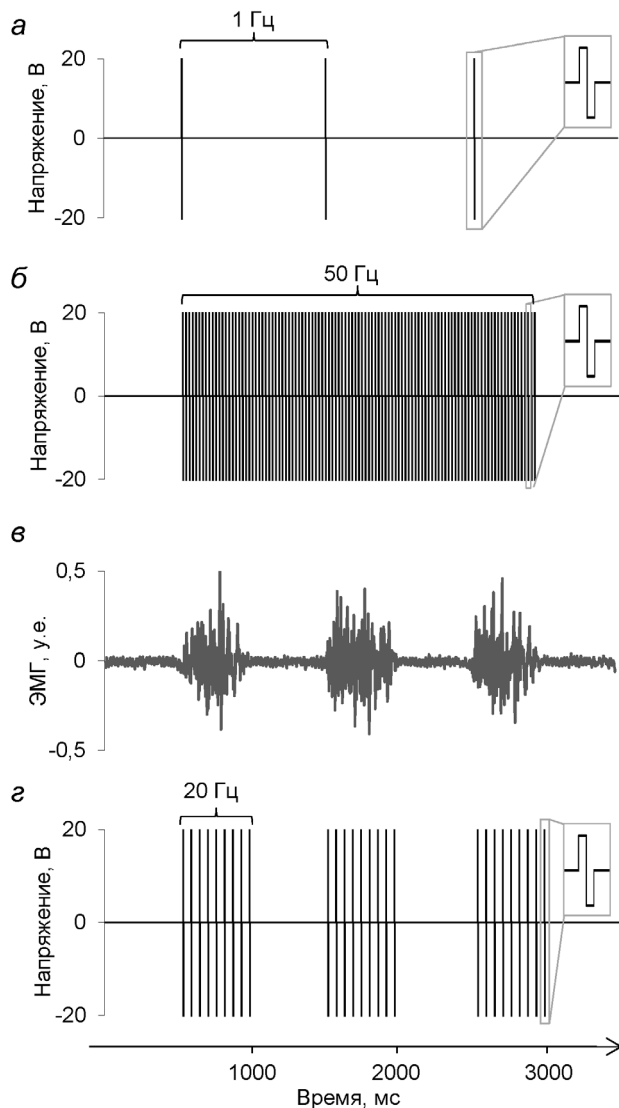 а
1 Гц
Напряжение, В
20
0
-20
б
50 Гц
Напряжение, В
20
0
-20
в
ЭМГ, у.е.
0,5
0
-0,5
г
20 Гц
Напряжение, В
20
0
-20
1000 2000 3000
Время, мс